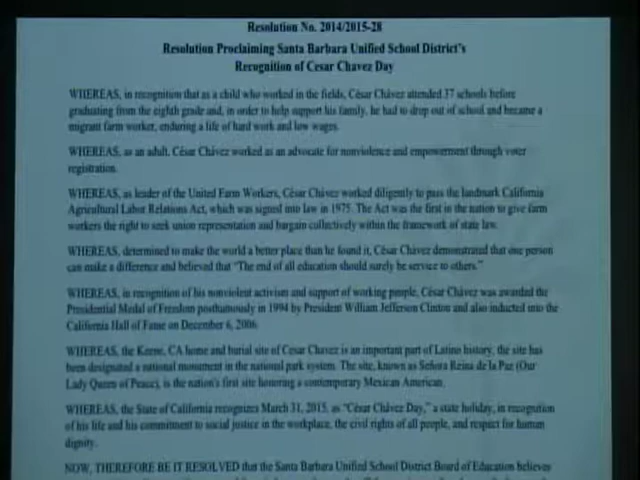 Resolution No. 2014/2015-28
Resolution Proclaiming Santa Barbara Unified School District's
Recognition of Cesar Chavez Day
WHEREAS, in recognition that as a child who worked in the fields, César Chávez attended 37 schools before
graduating from the eighth grade and, in order to help support his family, he had to drop out of school and became a
migrant farm worker, enduring a life of hard work and low wages.
WHEREAS, as an adult, César Chávez worked as an advocate for nonviolence and empowerment through voter
registration.
WHEREAS, as leader of the United Farm Workers, César Chávez worked diligently to pass the landmark California
Agricultural Labor Relations Act, which was signed into law in 1975. The Act was the first in the nation to give farm
workers the right to seek union representation and bargain collectively within the framework of state law.
WHEREAS, determined to make the world a better place than he found it, César Chávez demonstrated that one person
can make a difference and believed that "The end of all education should surely be service to others."
WHEREAS, in recognition of his nonviolent activism and support of working people, César Chávez was awarded the
Presidential Medal of Freedom posthumously in 1994 by President William Jefferson Clinton and also inducted into the
California Hall of Fame on December 6, 2006.
WHEREAS, the Keene, CA home and burial site of Cesar Chavez is an important part of Latino history, the site has
been designated a national monument in the national park system. The site, known as Señora Reina de la Paz (Our
Lady Queen of Peace), is the nation's first site honoring a contemporary Mexican American.
WHEREAS, the State of California recognizes March 31, 2015, as "César Chávez Day," a state holiday, in recognition
of his life and his commitment to social justice in the workplace, the civil rights of all people, and respect for human
dignity.
NOW, THEREFORE BE IT RESOLVED that the Santa Barbara Unified School District Board of Education believes